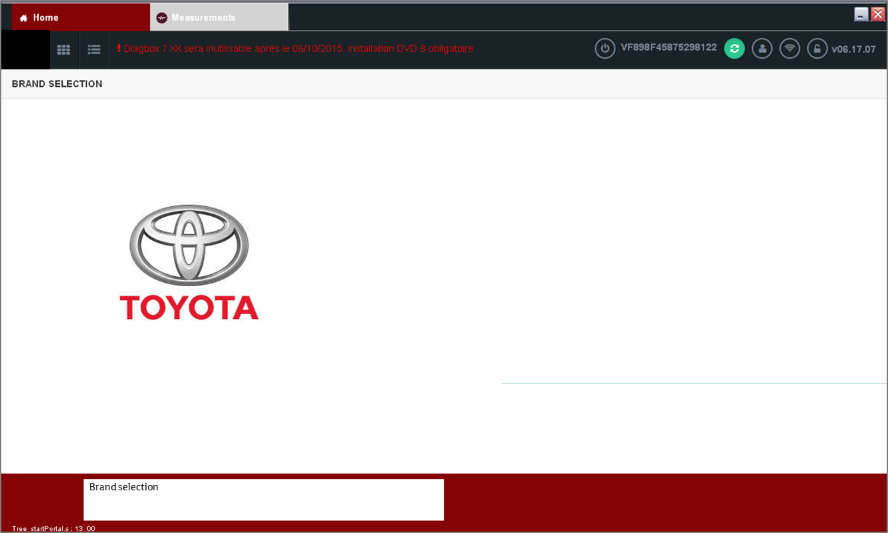 Home
Measurements
! Diagbox 7.XX sera inutilisable après le 06/10/2015. Installation DVD 8 obligatoire
VF898F45875298122
v06.17.07
BRAND SELECTION
TOYOTA
Brand selection
Tree_startPortal.s : 13_00